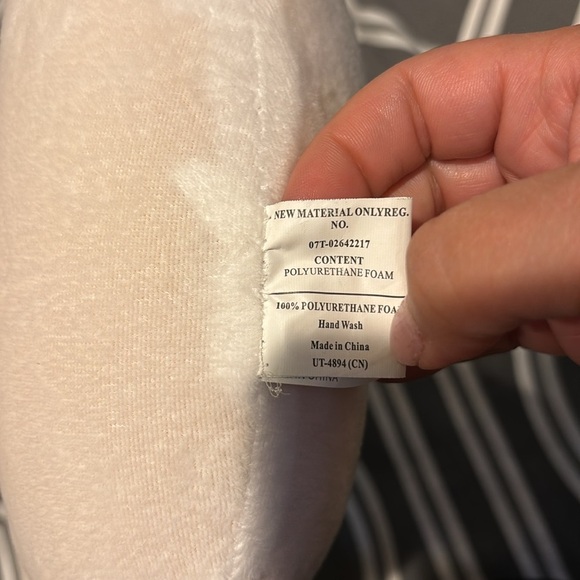 NEW MATERIAL ONLYREG.
NO.
07T-02642217
CONTENT
POLYURETHANE FOAM
100% POLYURETHANE FOA
Hand Wash
Made in China
UT-4894 (CN)
CHINA